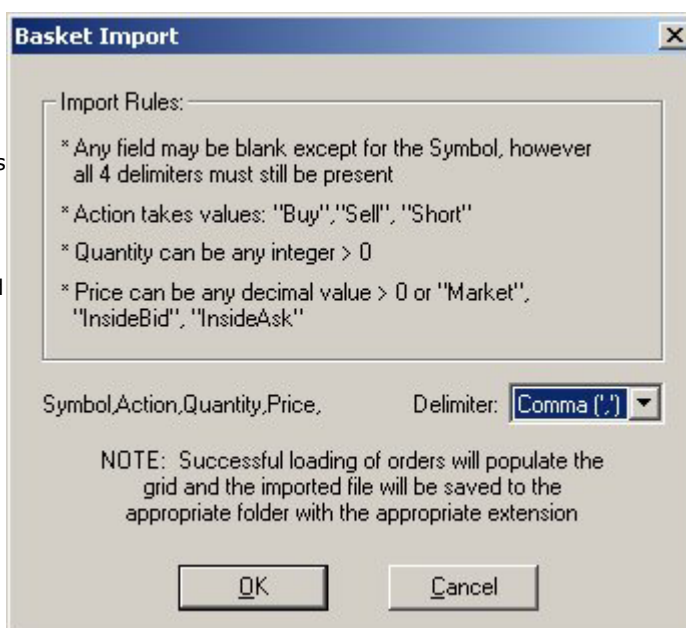 Basket Import
Import Rules:
* Any field may be blank except for the Symbol, however
all 4 delimiters must still be present
* Action takes values: "Buy","Sell", "Short"
* Quantity can be any integer > 0
* Price can be any decimal value > 0 or "Market",
"InsideBid", "InsideAsk"
Symbol,Action,Quantity,Price,
Delimiter: Comma (',')
NOTE: Successful loading of orders will populate the
grid and the imported file will be saved to the
appropriate folder with the appropriate extension
OK
Cancel